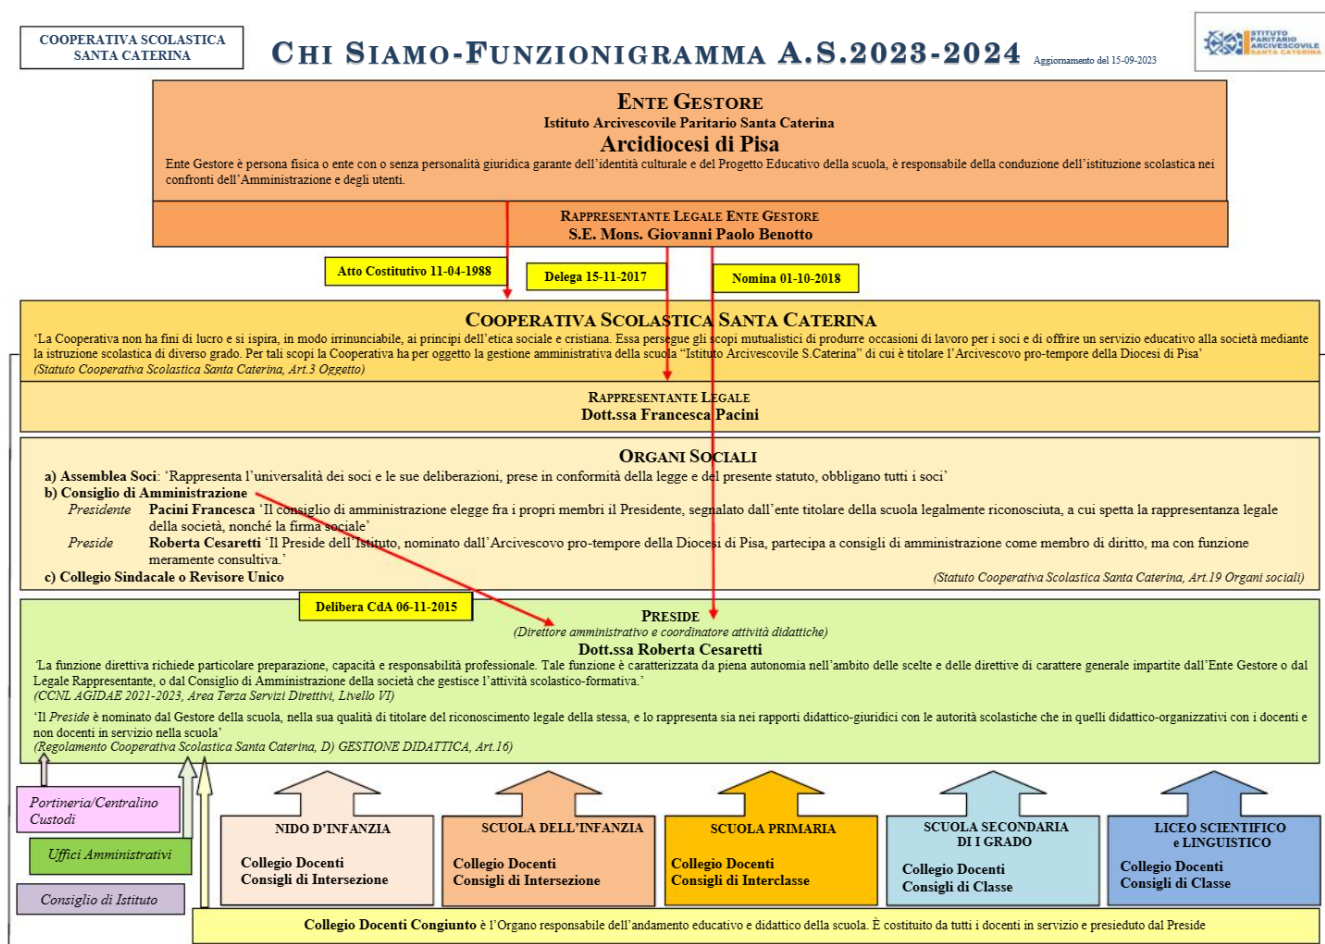 COOPERATIVA SCOLASTICA
SANTA CATERINA
CHI SIAMO-FUNZIONIGRAMMA A.S.2023-2024
Aggiornamento del 15-09-2023
ISTITUTO
PARITARIO
ARCIVESCOVILE
SANTA CATERINA
ENTE GESTORE
Istituto Arcivescovile Paritario Santa Caterina
Arcidiocesi di Pisa
Ente Gestore è persona fisica o ente con o senza personalità giuridica garante dell’identità culturale e del Progetto Educativo della scuola, è responsabile della conduzione dell’istituzione scolastica nei
confronti dell’Amministrazione e degli utenti.
RAPPRESENTANTE LEGALE ENTE GESTORE
S.E. Mons. Giovanni Paolo Benotto
Atto Costitutivo 11-04-1988
Delega 15-11-2017
Nomina 01-10-2018
COOPERATIVA SCOLASTICA SANTA CATERINA
‘La Cooperativa non ha fini di lucro e si ispira, in modo irrinunciabile, ai principi dell’etica sociale e cristiana. Essa persegue gli scopi mutualistici di produrre occasioni di lavoro per i soci e di offrire un servizio educativo alla società mediante
la istruzione scolastica di diverso grado. Per tali scopi la Cooperativa ha per oggetto la gestione amministrativa della scuola “Istituto Arcivescovile S.Caterina” di cui è titolare l’Arcivescovo pro-tempore della Diocesi di Pisa’
(Statuto Cooperativa Scolastica Santa Caterina, Art.3 Oggetto)
RAPPRESENTANTE LEGALE
Dott.ssa Francesca Pacini
ORGANI SOCIALI
a) Assemblea Soci: ‘Rappresenta l’universalità dei soci e le sue deliberazioni, prese in conformità della legge e del presente statuto, obbligano tutti i soci’
b) Consiglio di Amministrazione
Presidente Pacini Francesca ‘Il consiglio di amministrazione elegge fra i propri membri il Presidente, segnalato dall’ente titolare della scuola legalmente riconosciuta, a cui spetta la rappresentanza legale
della società, nonché la firma sociale’
Preside Roberta Cesaretti ‘Il Preside dell’Istituto, nominato dall’Arcivescovo pro-tempore della Diocesi di Pisa, partecipa a consigli di amministrazione come membro di diritto, ma con funzione
meramente consultiva.’
c) Collegio Sindacale o Revisore Unico
(Statuto Cooperativa Scolastica Santa Caterina, Art.19 Organi sociali)
Delibera CdA 06-11-2015
PRESIDE
(Direttore amministrativo e coordinatore attività didattiche)
Dott.ssa Roberta Cesaretti
‘La funzione direttiva richiede particolare preparazione, capacità e responsabilità professionale. Tale funzione è caratterizzata da piena autonomia nell’ambito delle scelte e delle direttive di carattere generale impartite dall’Ente Gestore o dal
Legale Rappresentante, o dal Consiglio di Amministrazione della società che gestisce l’attività scolastico-formativa.’
(CCNL AGIDAE 2021-2023, Area Terza Servizi Direttivi, Livello VI)
‘Il Preside è nominato dal Gestore della scuola, nella sua qualità di titolare del riconoscimento legale della stessa, e lo rappresenta sia nei rapporti didattico-giuridici con le autorità scolastiche che in quelli didattico-organizzativi con i docenti e
non docenti in servizio nella scuola’
(Regolamento Cooperativa Scolastica Santa Caterina, D) GESTIONE DIDATTICA, Art.16)
Portineria/Centralino
Custodi
Uffici Amministrativi
Consiglio di Istituto
NIDO D’INFANZIA
Collegio Docenti
Consigli di Intersezione
SCUOLA DELL’INFANZIA
Collegio Docenti
Consigli di Intersezione
SCUOLA PRIMARIA
Collegio Docenti
Consigli di Interclasse
SCUOLA SECONDARIA
DI I GRADO
Collegio Docenti
Consigli di Classe
LICEO SCIENTIFICO
e LINGUISTICO
Collegio Docenti
Consigli di Classe
Collegio Docenti Congiunto è l’Organo responsabile dell’andamento educativo e didattico della scuola. È costituito da tutti i docenti in servizio e presieduto dal Preside